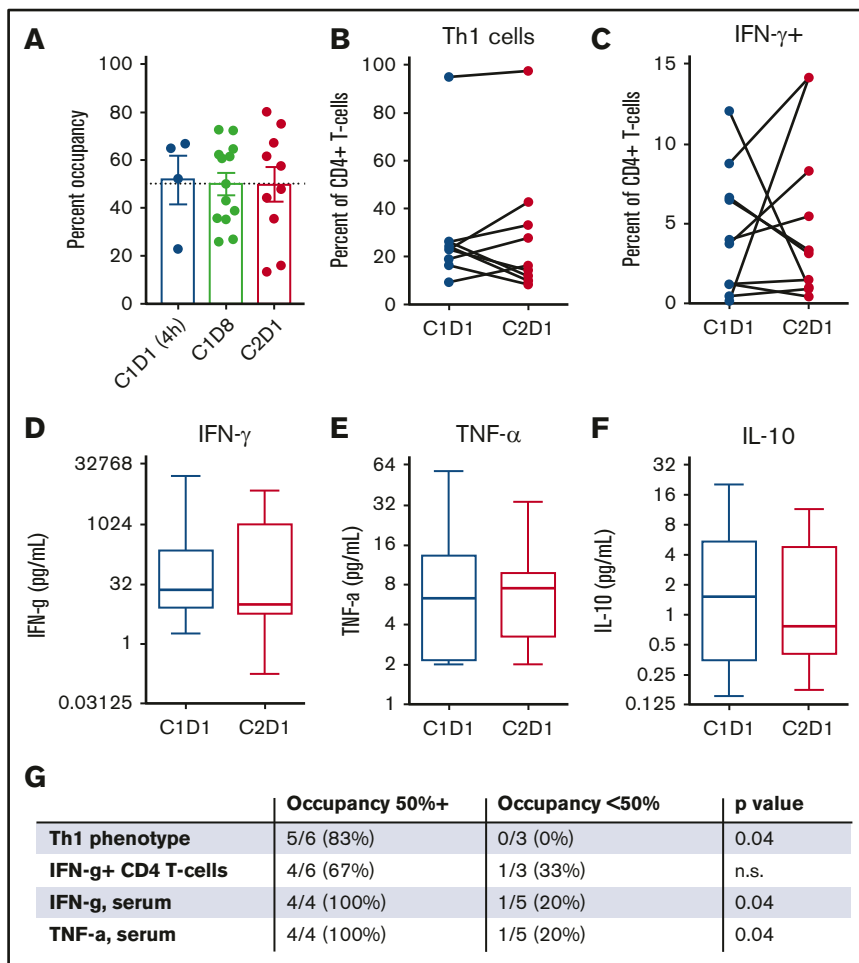 A
Percent occupancy
100
80
60
40
20
0
C1D1 (4h)
C1D8
C2D1
B
Th1 cells
Percent of CD4+ T-cells
100
80
60
40
20
0
C1D1
C2D1
C
IFN-γ+
Percent of CD4+ T-cells
15
10
5
0
C1D1
C2D1
D
IFN-γ
IFN-g (pg/mL)
32768
1024
32
1
0.03125
C1D1
C2D1
E
TNF-α
TNF-a (pg/mL)
64
32
16
8
4
2
1
C1D1
C2D1
F
IL-10
IL-10 (pg/mL)
32
16
8
4
2
1
0.5
0.25
0.125
C1D1
C2D1
G
Occupancy 50%+ Occupancy <50% p value
Th1 phenotype 5/6 (83%) 0/3 (0%) 0.04
IFN-g+ CD4 T-cells 4/6 (67%) 1/3 (33%) n.s.
IFN-g, serum 4/4 (100%) 1/5 (20%) 0.04
TNF-a, serum 4/4 (100%) 1/5 (20%) 0.04